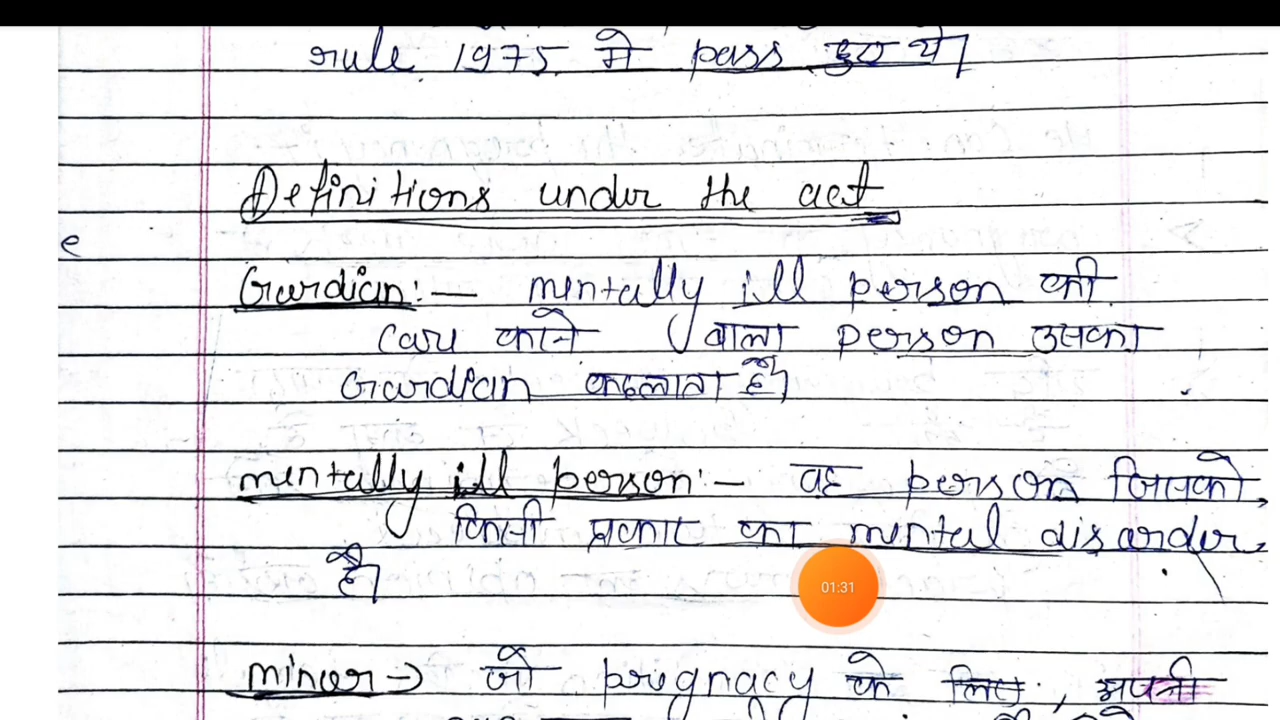 rule 1975 में pass हुए थे।
Definitions under the act
e
Gardian:— mentally ill person की
care करने वाला person उसका
Gardian कहलाता है।
mentally ill person:- वह person जिसको
किसी प्रकार का mental disorder
है।
01:31
minor → जो pregnacy के लिए, अपनी